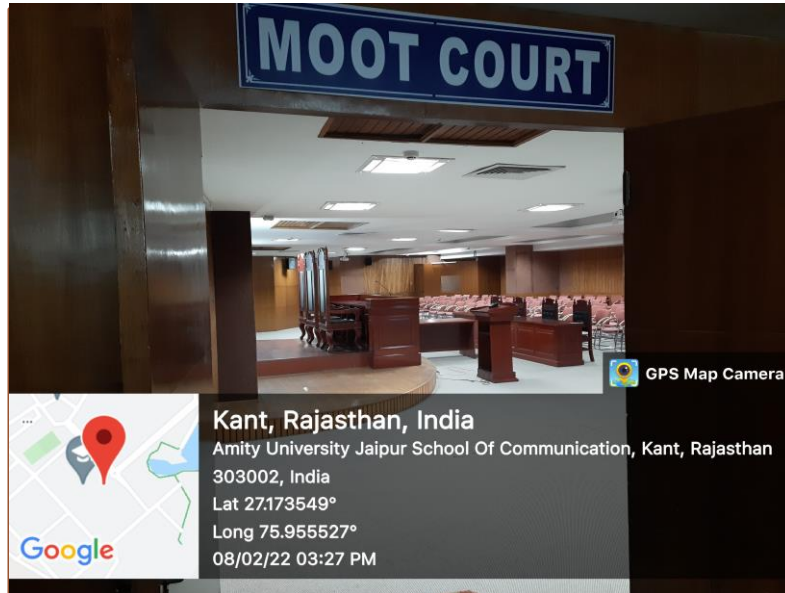 MOOT COURT
GPS Map Camera
Kant, Rajasthan, India
Amity University Jaipur School Of Communication, Kant, Rajasthan
303002, India
Lat 27.173549°
Long 75.955527°
08/02/22 03:27 PM
Google